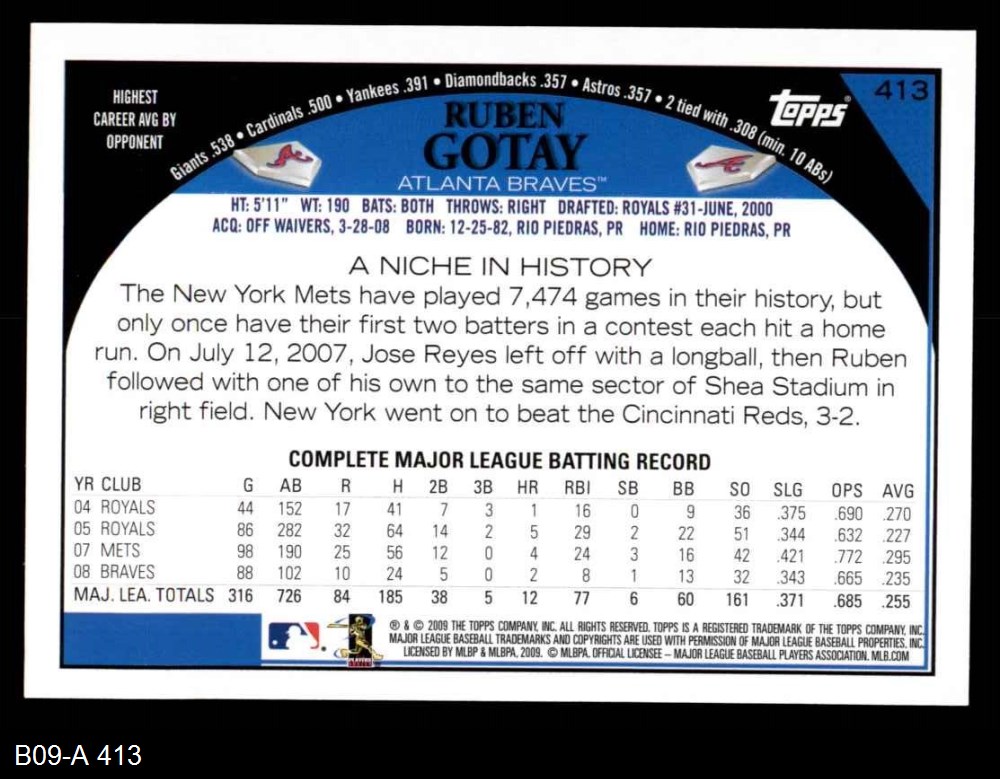 HIGHEST
CAREER AVG BY
OPPONENT
Giants .538 • Cardinals .500 • Yankees .391 • Diamondbacks .357 • Astros .357 • 2 tied with .308 (min. 10 ABs)
topps®
413
RUBEN
GOTAY
ATLANTA BRAVES™
HT: 5'11" WT: 190 BATS: BOTH THROWS: RIGHT DRAFTED: ROYALS #31-JUNE, 2000
ACQ: OFF WAIVERS, 3-28-08 BORN: 12-25-82, RIO PIEDRAS, PR HOME: RIO PIEDRAS, PR
A NICHE IN HISTORY
The New York Mets have played 7,474 games in their history, but
only once have their first two batters in a contest each hit a home
run. On July 12, 2007, Jose Reyes left off with a longball, then Ruben
followed with one of his own to the same sector of Shea Stadium in
right field. New York went on to beat the Cincinnati Reds, 3-2.
COMPLETE MAJOR LEAGUE BATTING RECORD
YR CLUB G AB R H 2B 3B HR RBI SB BB SO SLG OPS AVG
04 ROYALS 44 152 17 41 7 3 1 16 0 9 36 .375 .690 .270
05 ROYALS 86 282 32 64 14 2 5 29 2 22 51 .344 .632 .227
07 METS 98 190 25 56 12 0 4 24 3 16 42 .421 .772 .295
08 BRAVES 88 102 10 24 5 0 2 8 1 13 32 .343 .665 .235
MAJ. LEA. TOTALS 316 726 84 185 38 5 12 77 6 60 161 .371 .685 .255
® & © 2009 THE TOPPS COMPANY, INC. ALL RIGHTS RESERVED. TOPPS IS A REGISTERED TRADEMARK OF THE TOPPS COMPANY, INC.
MAJOR LEAGUE BASEBALL TRADEMARKS AND COPYRIGHTS ARE USED WITH PERMISSION OF MAJOR LEAGUE BASEBALL PROPERTIES, INC.
LICENSED BY MLBP & MLBPA, 2009. © MLBPA. OFFICIAL LICENSEE – MAJOR LEAGUE BASEBALL PLAYERS ASSOCIATION. MLB.COM
B09-A 413